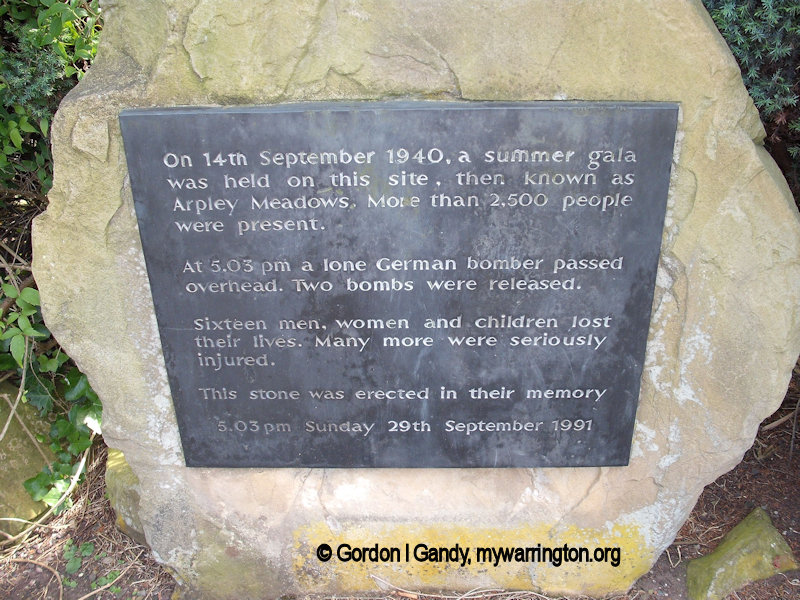 On 14th September 1940, a summer gala
was held on this site, then known as
Arpley Meadows. More than 2,500 people
were present.
At 5.03 pm a lone German bomber passed
overhead. Two bombs were released.
Sixteen men, women and children lost
their lives. Many more were seriously
injured.
This stone was erected in their memory
5.03 pm Sunday 29th September 1991
© Gordon I Gandy, mywarrington.org